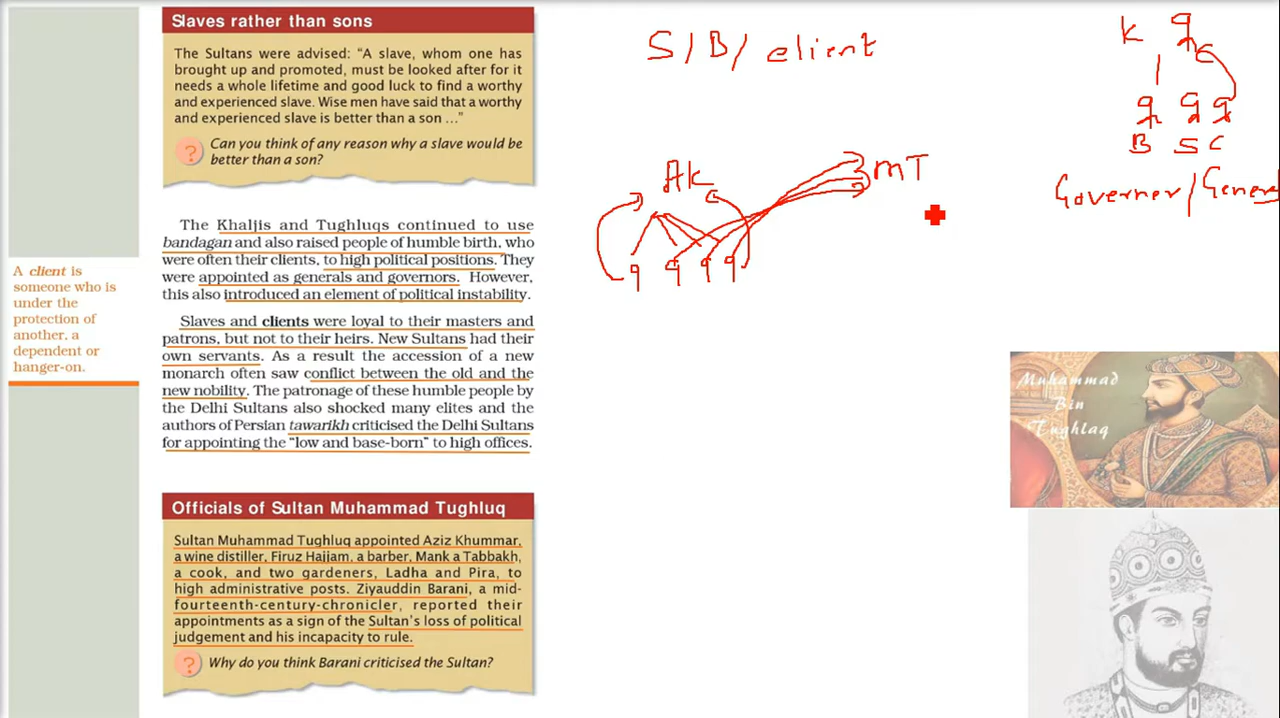 Slaves rather than sons
The Sultans were advised: "A slave, whom one has
brought up and promoted, must be looked after for it
needs a whole lifetime and good luck to find a worthy
and experienced slave. Wise men have said that a worthy
and experienced slave is better than a son ..."
? Can you think of any reason why a slave would be
better than a son?
The Khaljis and Tughluqs continued to use
bandagan and also raised people of humble birth, who
were often their clients, to high political positions. They
were appointed as generals and governors. However,
this also introduced an element of political instability.
Slaves and clients were loyal to their masters and
patrons, but not to their heirs. New Sultans had their
own servants. As a result the accession of a new
monarch often saw conflict between the old and the
new nobility. The patronage of these humble people by
the Delhi Sultans also shocked many elites and the
authors of Persian tawarikh criticised the Delhi Sultans
for appointing the "low and base-born" to high offices.
A client is
someone who is
under the
protection of
another, a
dependent or
hanger-on.
Officials of Sultan Muhammad Tughluq
Sultan Muhammad Tughluq appointed Aziz Khummar,
a wine distiller, Firuz Hajjam, a barber, Mank a Tabbakh,
a cook, and two gardeners, Ladha and Pira, to
high administrative posts. Ziyauddin Barani, a mid-
fourteenth-century-chronicler, reported their
appointments as a sign of the Sultan's loss of political
judgement and his incapacity to rule.
? Why do you think Barani criticised the Sultan?
S/B/ client
AK
MT
K
B S C
Governer/Gener
Muhammad
Bin
Tughlaq